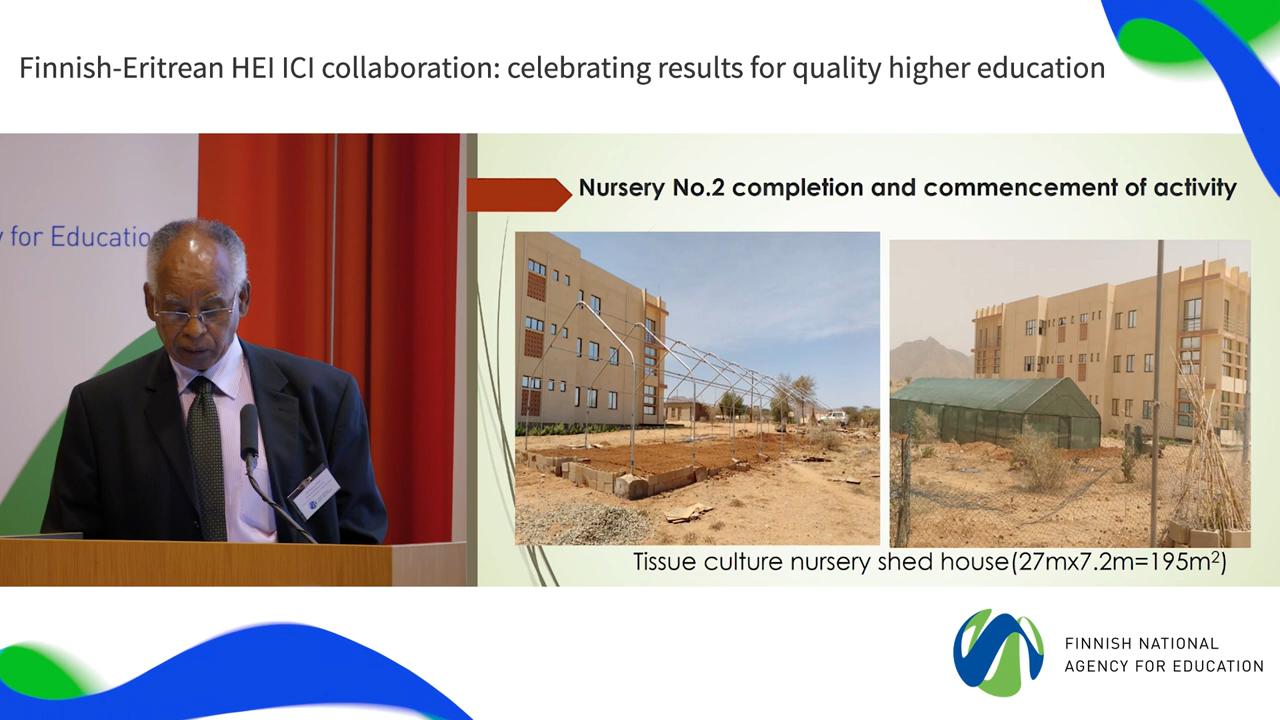 Finnish-Eritrean HEI ICI collaboration: celebrating results for quality higher education
y for Education
Nursery No.2 completion and commencement of activity
Tissue culture nursery shed house(27mx7.2m=195m²)
FINNISH NATIONAL
AGENCY FOR EDUCATION